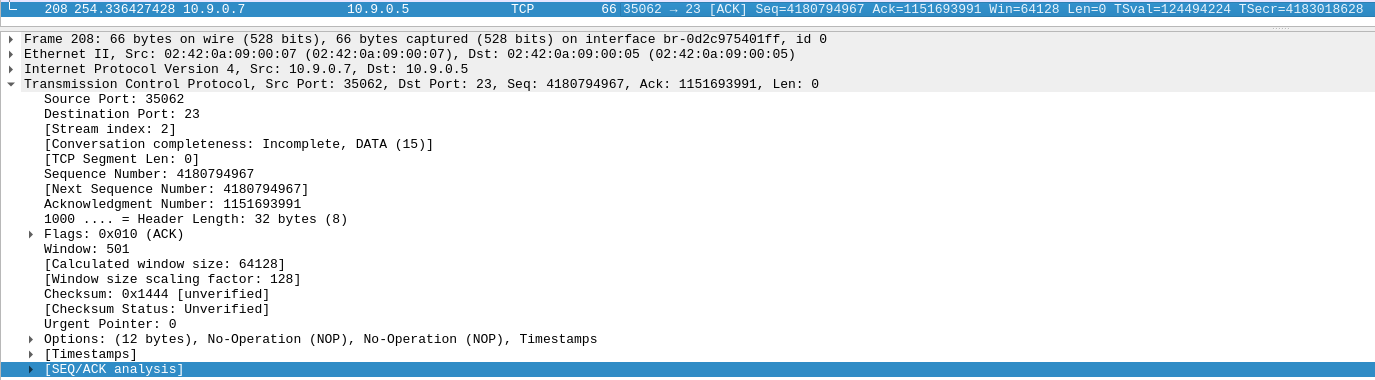 208 254.336427428 10.9.0.7 10.9.0.5 TCP 66 35062 → 23 [ACK] Seq=4180794967 Ack=1151693991 Win=64128 Len=0 TSval=124494224 TSecr=4183018628
Frame 208: 66 bytes on wire (528 bits), 66 bytes captured (528 bits) on interface br-0d2c975401ff, id 0
Ethernet II, Src: 02:42:0a:09:00:07 (02:42:0a:09:00:07), Dst: 02:42:0a:09:00:05 (02:42:0a:09:00:05)
Internet Protocol Version 4, Src: 10.9.0.7, Dst: 10.9.0.5
Transmission Control Protocol, Src Port: 35062, Dst Port: 23, Seq: 4180794967, Ack: 1151693991, Len: 0
Source Port: 35062
Destination Port: 23
[Stream index: 2]
[Conversation completeness: Incomplete, DATA (15)]
[TCP Segment Len: 0]
Sequence Number: 4180794967
[Next Sequence Number: 4180794967]
Acknowledgment Number: 1151693991
1000 .... = Header Length: 32 bytes (8)
Flags: 0x010 (ACK)
Window: 501
[Calculated window size: 64128]
[Window size scaling factor: 128]
Checksum: 0x1444 [unverified]
[Checksum Status: Unverified]
Urgent Pointer: 0
Options: (12 bytes), No-Operation (NOP), No-Operation (NOP), Timestamps
[Timestamps]
[SEQ/ACK analysis]